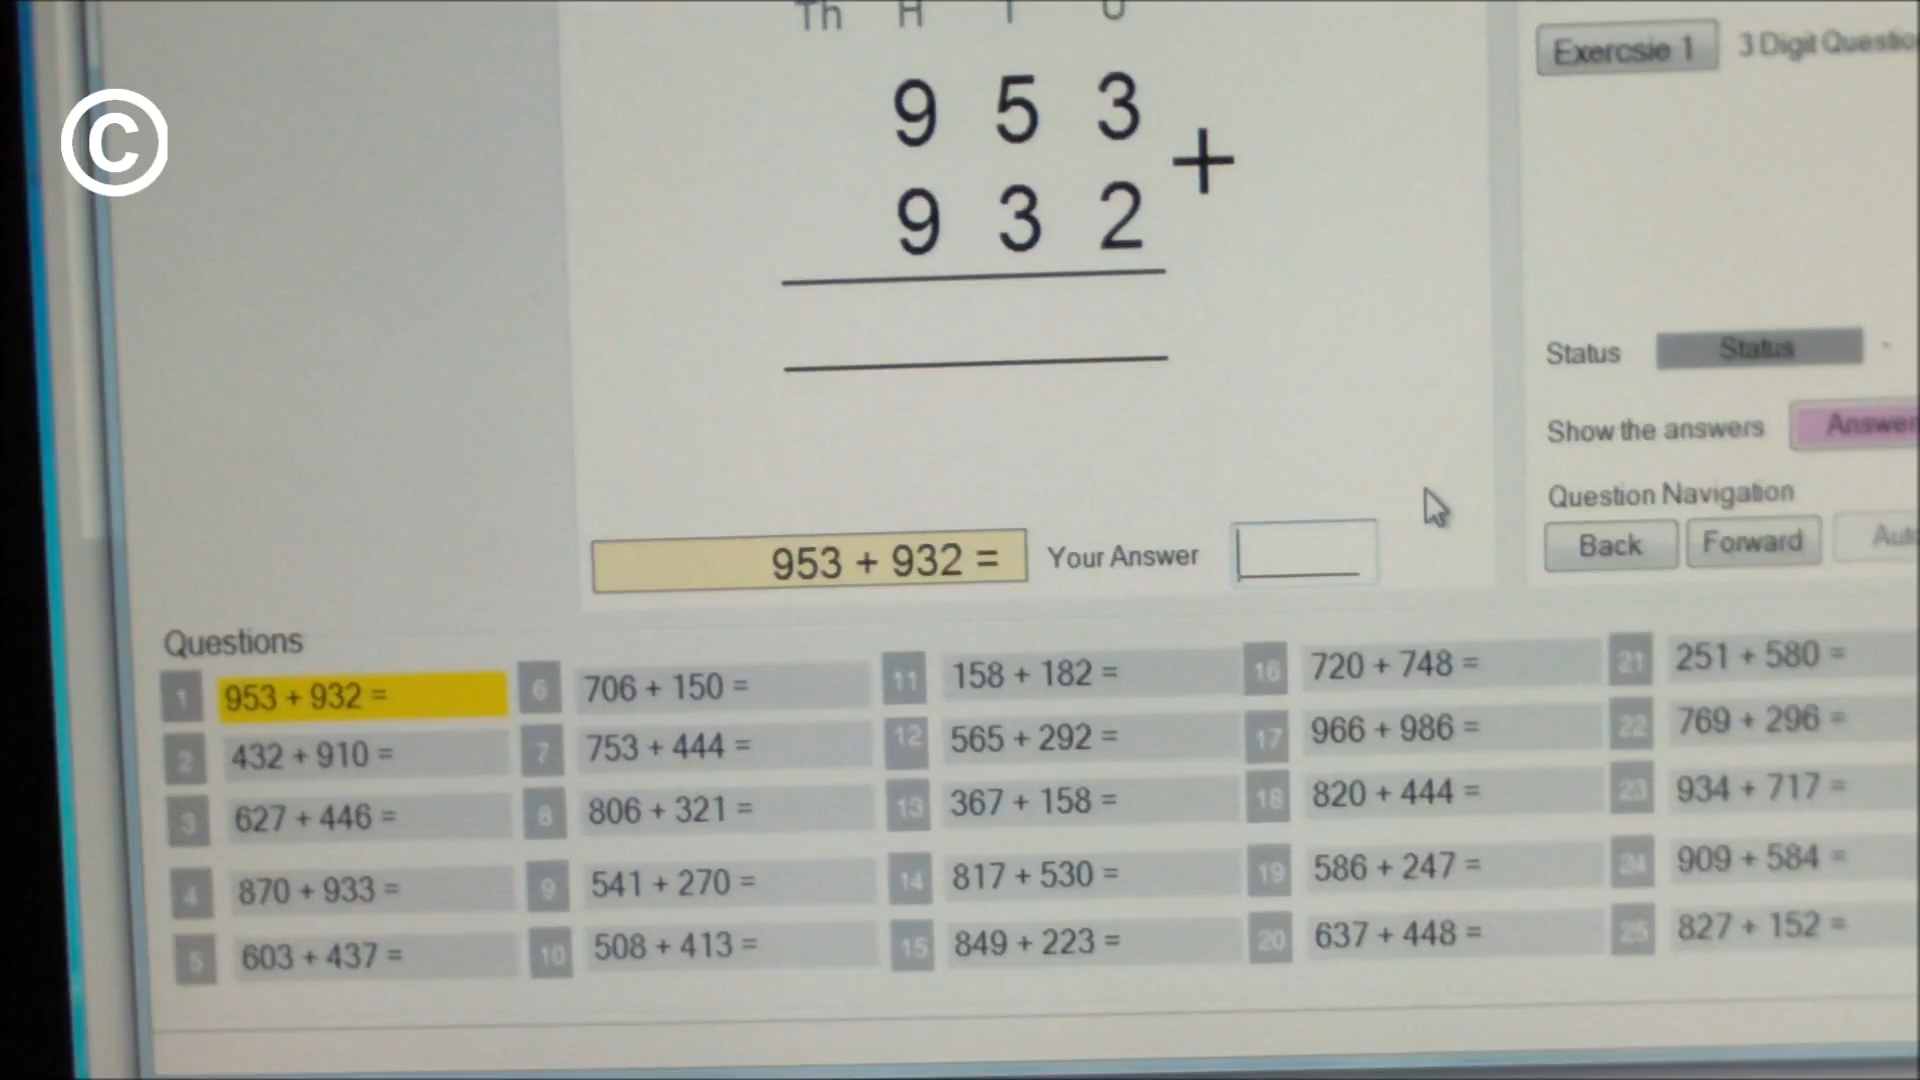 Th H T U
©
9 5 3
+
9 3 2
953 + 932 = Your Answer
Exercsie 1 3 Digit
Status Status -
Show the answers
Question Navigation
Back Forward
Questions
1 953 + 932 =
2 432 + 910 =
3 627 + 446 =
4 870 + 933 =
5 603 + 437 =
6 706 + 150 =
7 753 + 444 =
8 806 + 321 =
9 541 + 270 =
10 508 + 413 =
11 158 + 182 =
12 565 + 292 =
13 367 + 158 =
14 817 + 530 =
15 849 + 223 =
16 720 + 748 =
17 966 + 986 =
18 820 + 444 =
19 586 + 247 =
20 637 + 448 =
21 251 + 580 =
22 769 + 296 =
23 934 + 717 =
24 909 + 584 =
25 827 + 152 =